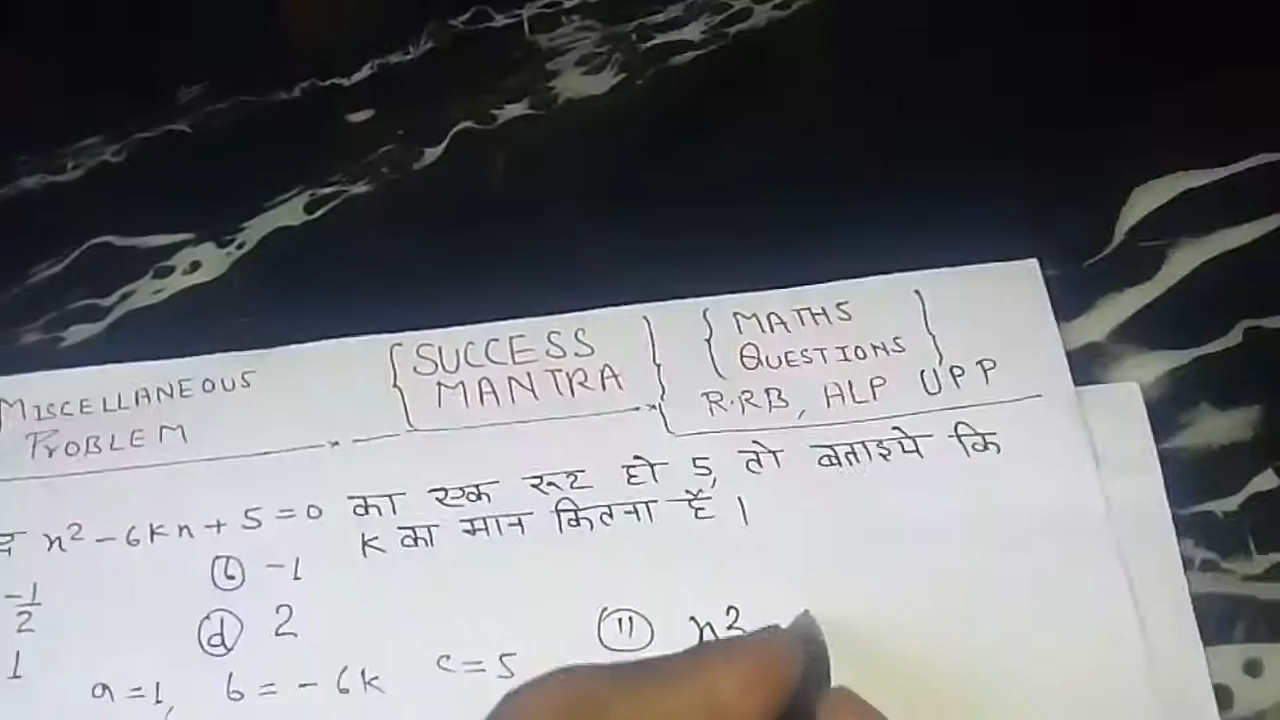 MISCELLANEOUS
PROBLEM
{SUCCESS
MANTRA}
{MATHS
QUESTIONS}
R.RB, ALP UPP
x² - 6kx + 5 = 0 का एक रूट हो 5, तो बताइये कि
k का मान कितना है।
-1/2
(b) -1
1
(d) 2
a = 1, b = - 6k c = 5
(11) x²